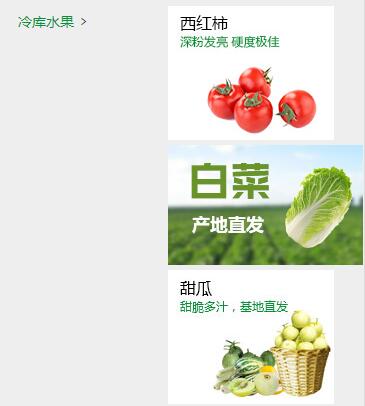 冷库水果 >
西红柿
深粉发亮 硬度极佳
白菜
产地直发
甜瓜
甜脆多汁，基地直发